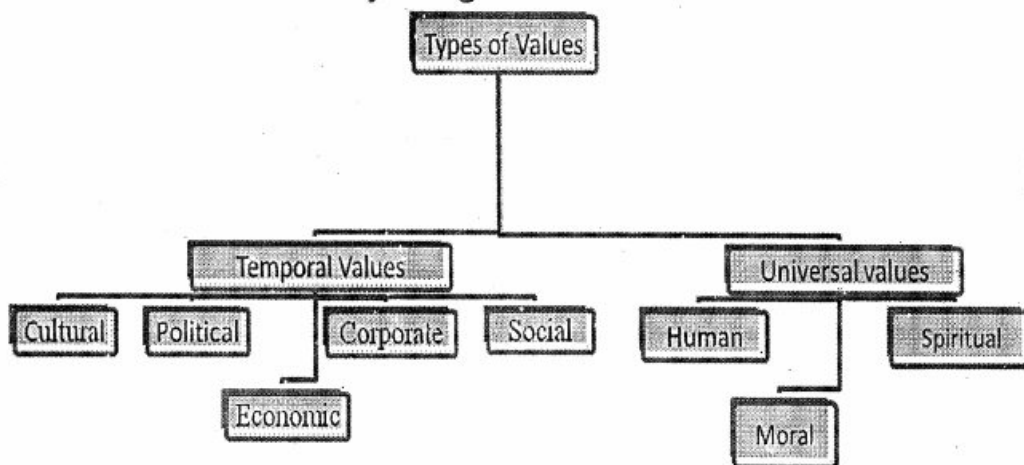 Types of Values
Temporal Values
Universal values
Cultural
Political
Corporate
Social
Human
Spiritual
Economic
Moral